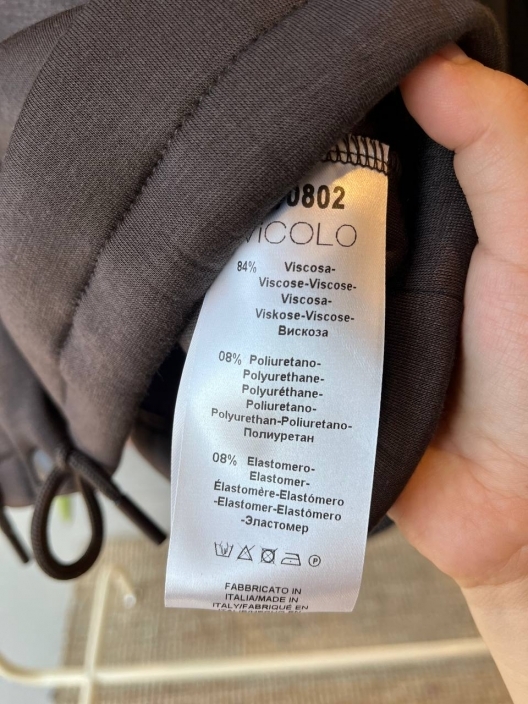 0802
VICOLO
84% Viscosa-
Viscose-Viscose-
Viscosa-
Viskose-Viscose-
Вискоза
08% Poliuretano-
Polyurethane-
Polyuréthane-
Poliuretano-
Polyurethan-Poliuretano-
Полиуретан
08% Elastomero-
Elastomer-
Élastomère-Elastómero
-Elastomer-Elastómero
-Эластомер
P
FABBRICATO IN
ITALIA/MADE IN
ITALY/FABRIQUÉ EN